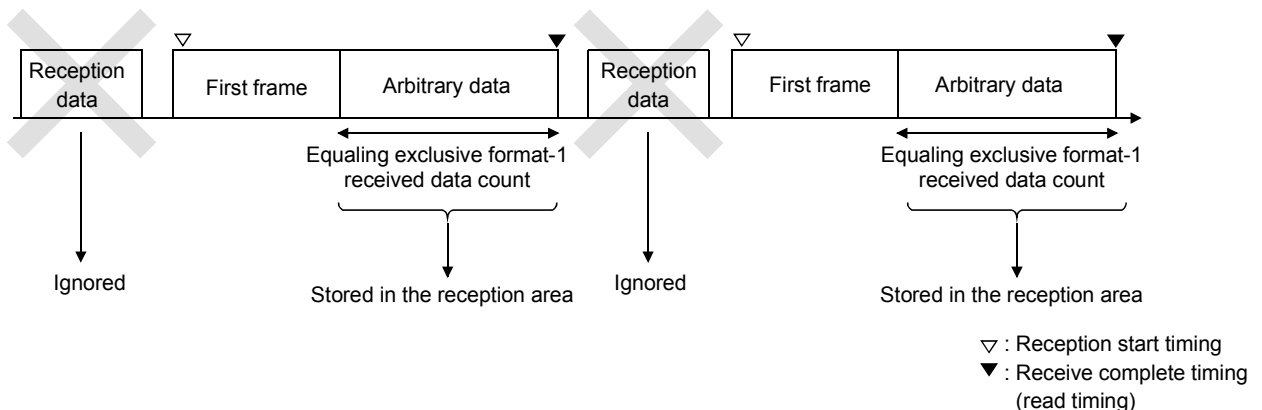 Reception
data
First frame
Arbitrary data
Reception
data
First frame
Arbitrary data
Equaling exclusive format-1
received data count
Equaling exclusive format-1
received data count
Ignored
Stored in the reception area
Ignored
Stored in the reception area
▽ : Reception start timing
▼ : Receive complete timing
(read timing)